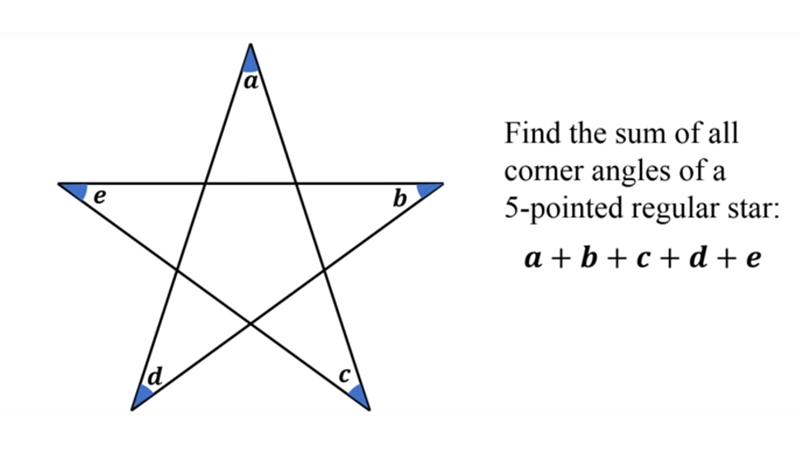 a
e
b
d
c
Find the sum of all
corner angles of a
5-pointed regular star:
a + b + c + d + e